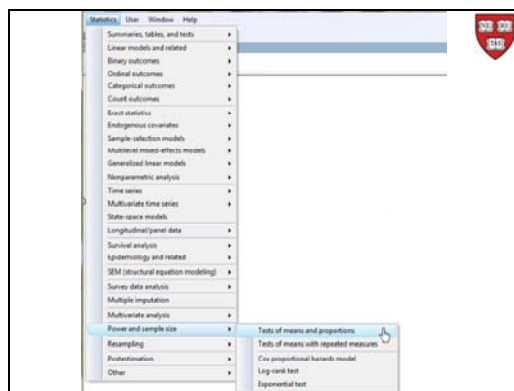 Statistics User Window Help
Summaries, tables, and tests
Linear models and related
Binary outcomes
Ordinal outcomes
Categorical outcomes
Count outcomes
Exact statistics
Endogenous covariates
Sample-selection models
Multilevel mixed-effects models
Generalized linear models
Nonparametric analysis
Time series
Multivariate time series
State-space models
Longitudinal/panel data
Survival analysis
Epidemiology and related
SEM (structural equation modeling)
Survey data analysis
Multiple imputation
Multivariate analysis
Power and sample size
Tests of means and proportions
Resampling
Tests of means with repeated measures
Postestimation
Cox proportional hazards model
Other
Log-rank test
Exponential test